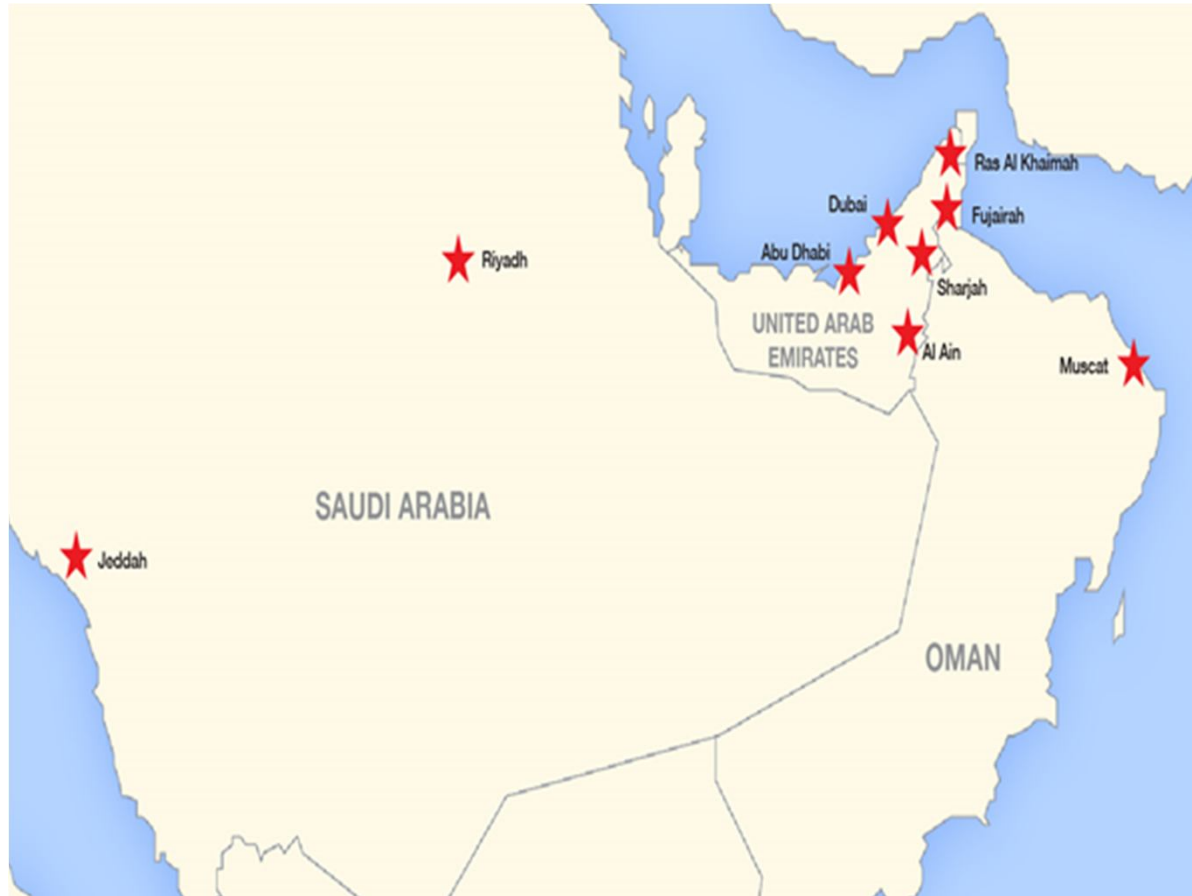 Ras Al Khaimah
Dubai
Fujairah
Abu Dhabi
Riyadh
Sharjah
UNITED ARAB
EMIRATES
Al Ain
Muscat
SAUDI ARABIA
Jeddah
OMAN